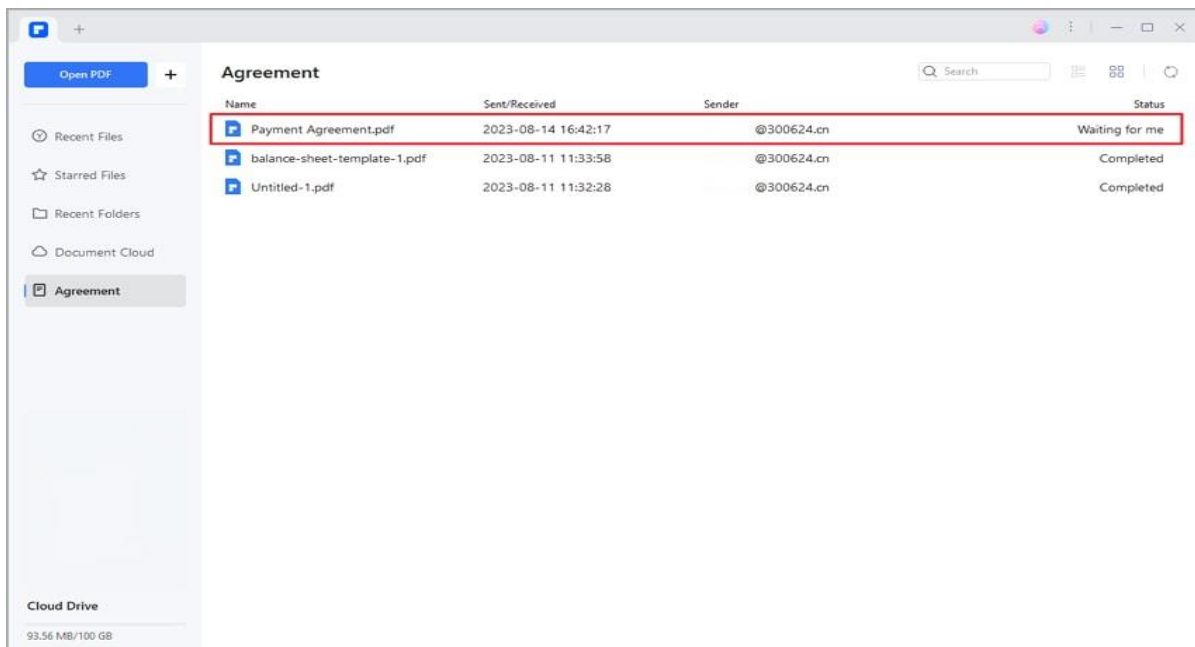 Open PDF
Agreement
Search
Name Sent/Received Sender Status
Recent Files
Payment Agreement.pdf 2023-08-14 16:42:17 @300624.cn Waiting for me
balance-sheet-template-1.pdf 2023-08-11 11:33:58 @300624.cn Completed
Starred Files
Untitled-1.pdf 2023-08-11 11:32:28 @300624.cn Completed
Recent Folders
Document Cloud
Agreement
Cloud Drive
93.56 MB/100 GB